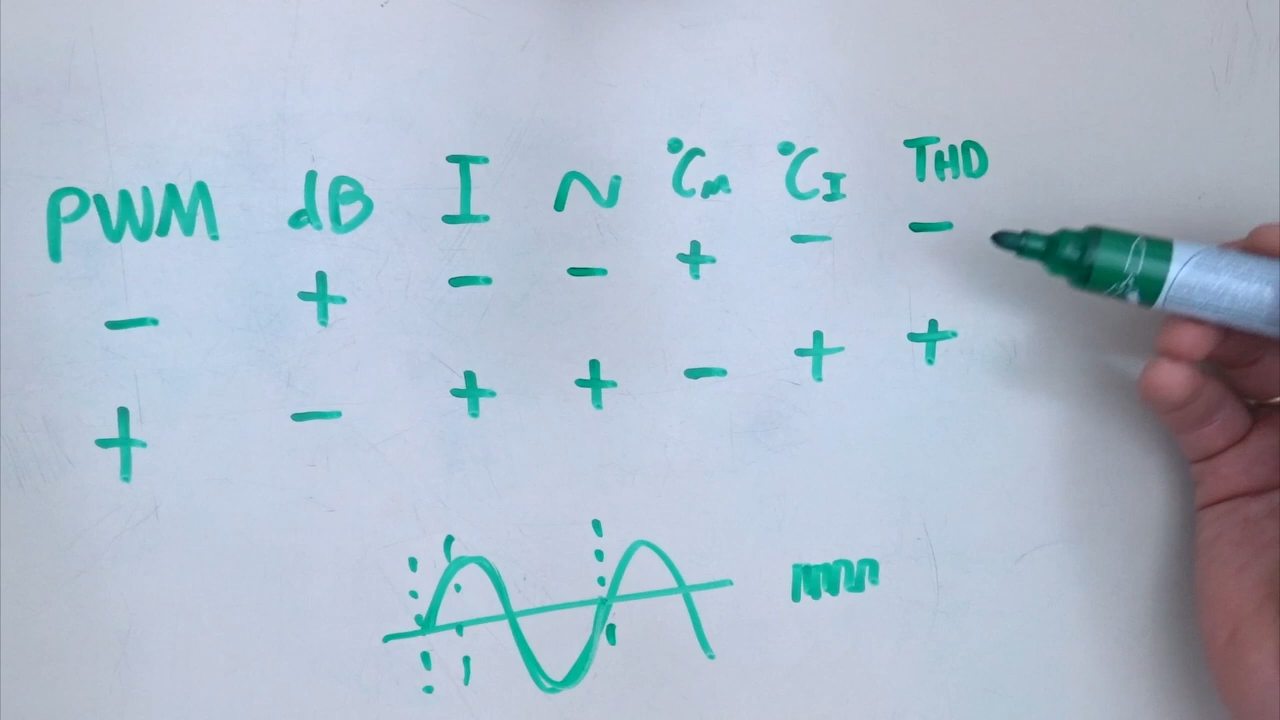 PWM dB I ~ °CM °CI THD
- + - - + - -
+ - + + - + +